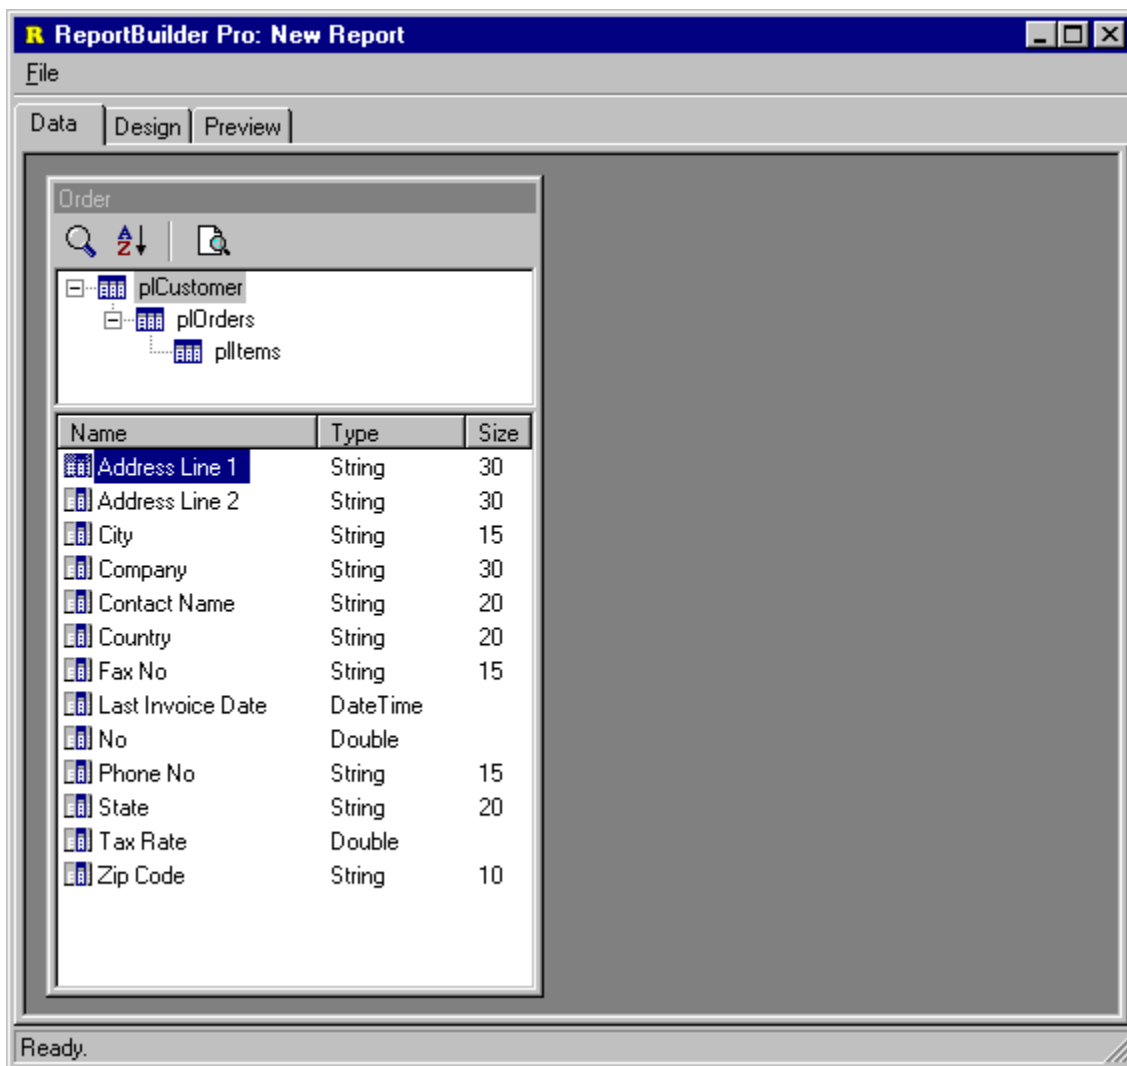 R ReportBuilder Pro: New Report
File
Data Design Preview
Order
A Z
plCustomer
plOrders
plItems
Name Type Size
Address Line 1 String 30
Address Line 2 String 30
City String 15
Company String 30
Contact Name String 20
Country String 20
Fax No String 15
Last Invoice Date DateTime
No Double
Phone No String 15
State String 20
Tax Rate Double
Zip Code String 10
Ready.